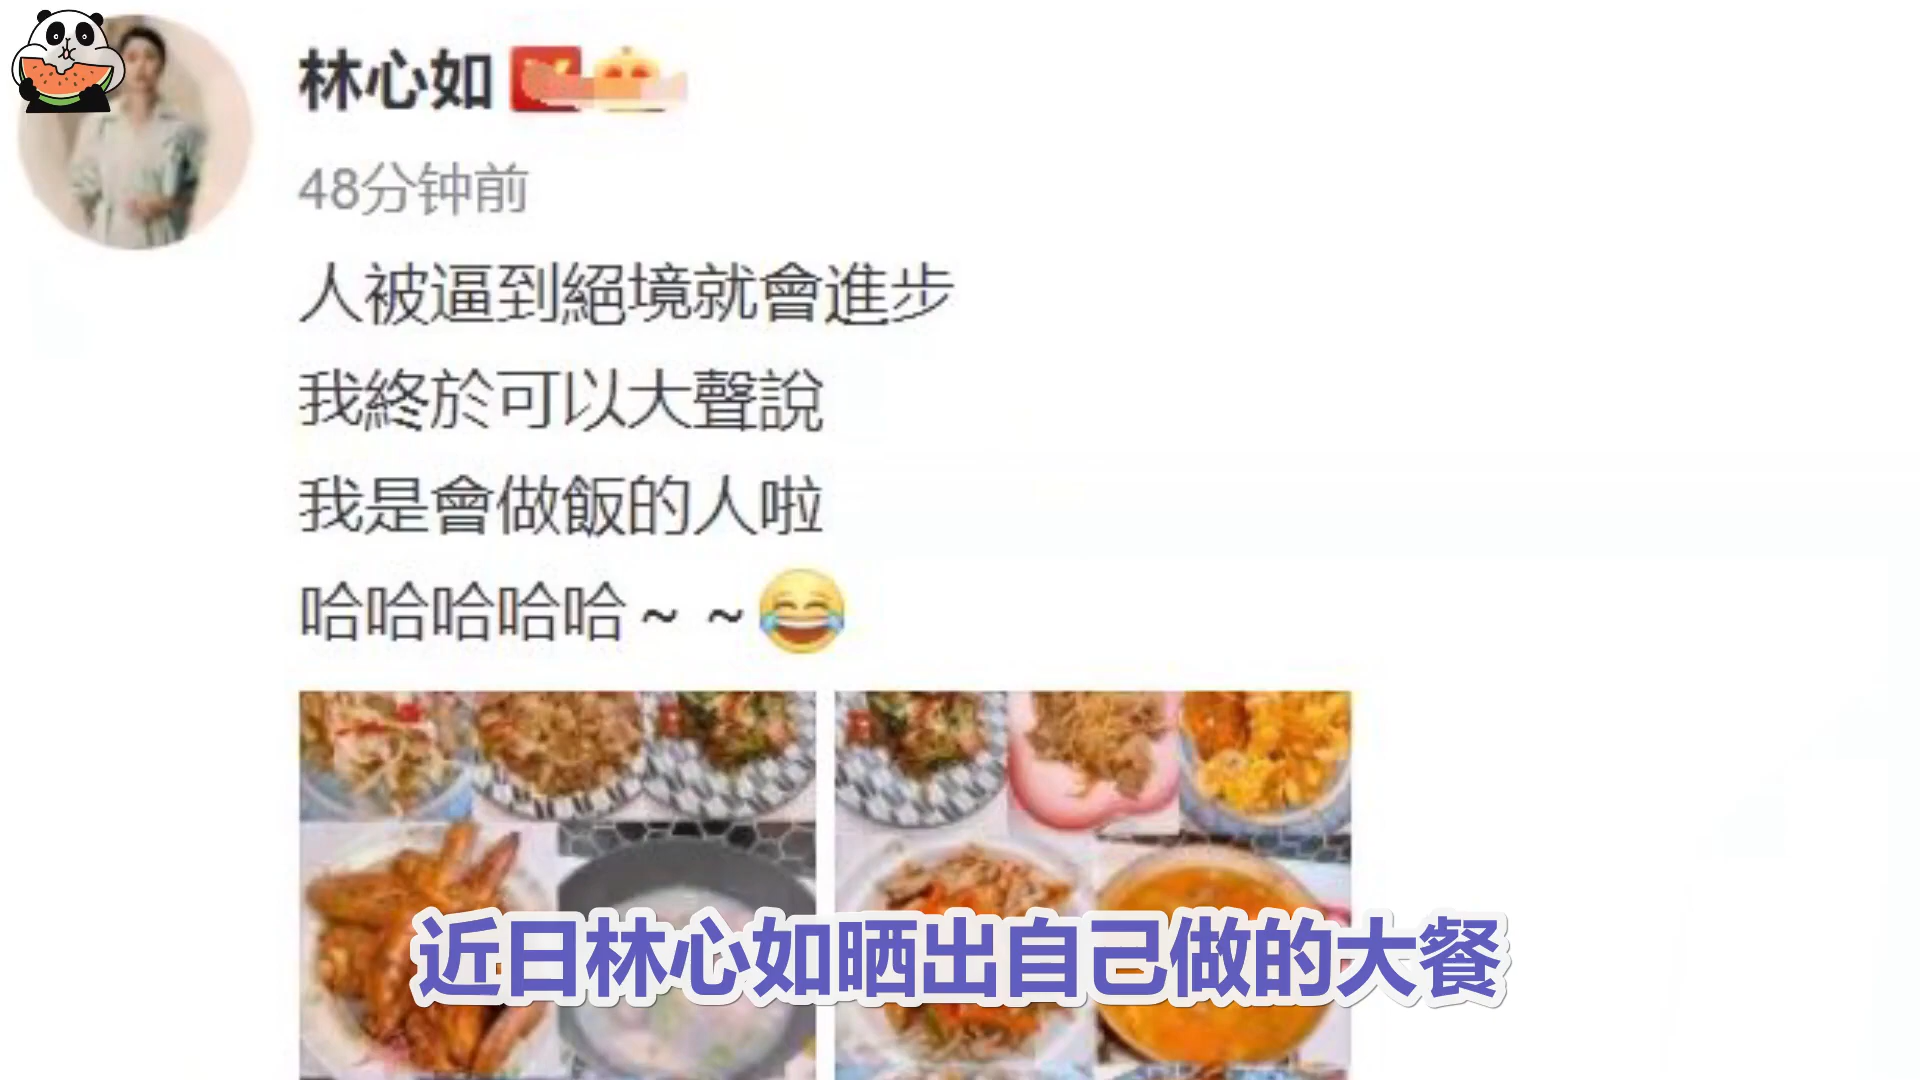 林心如
48分钟前
人被逼到絕境就會進步
我終於可以大聲說
我是會做飯的人啦
哈哈哈哈哈~ ~😂
近日林心如晒出自己做的大餐